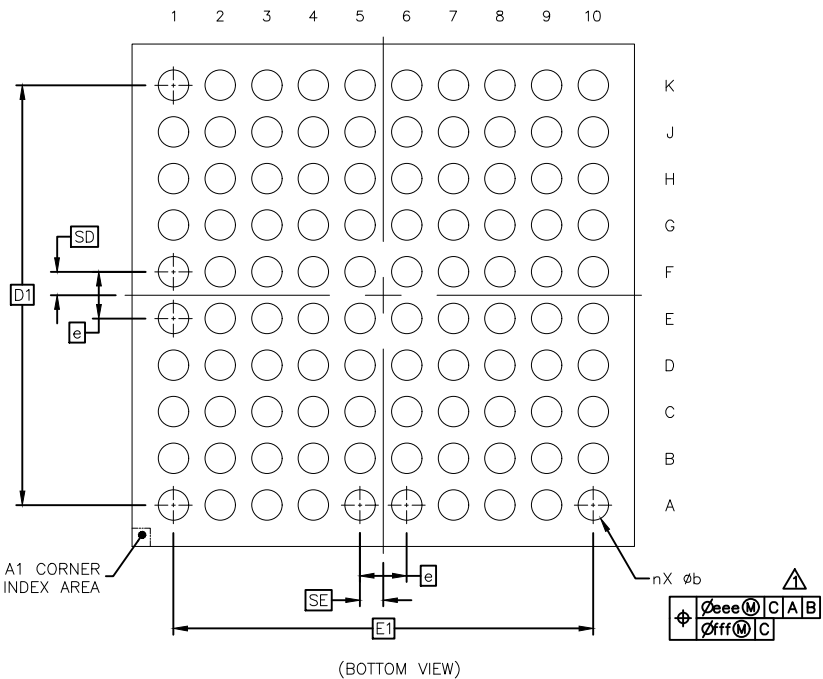 1 2 3 4 5 6 7 8 9 10
K
J
H
G
SD
F
D1
E
e
D
C
B
A
A1 CORNER
INDEX AREA
e
nX øb
1
SE
Øeee Ⓜ C A B
E1
Øfff Ⓜ C
(BOTTOM VIEW)